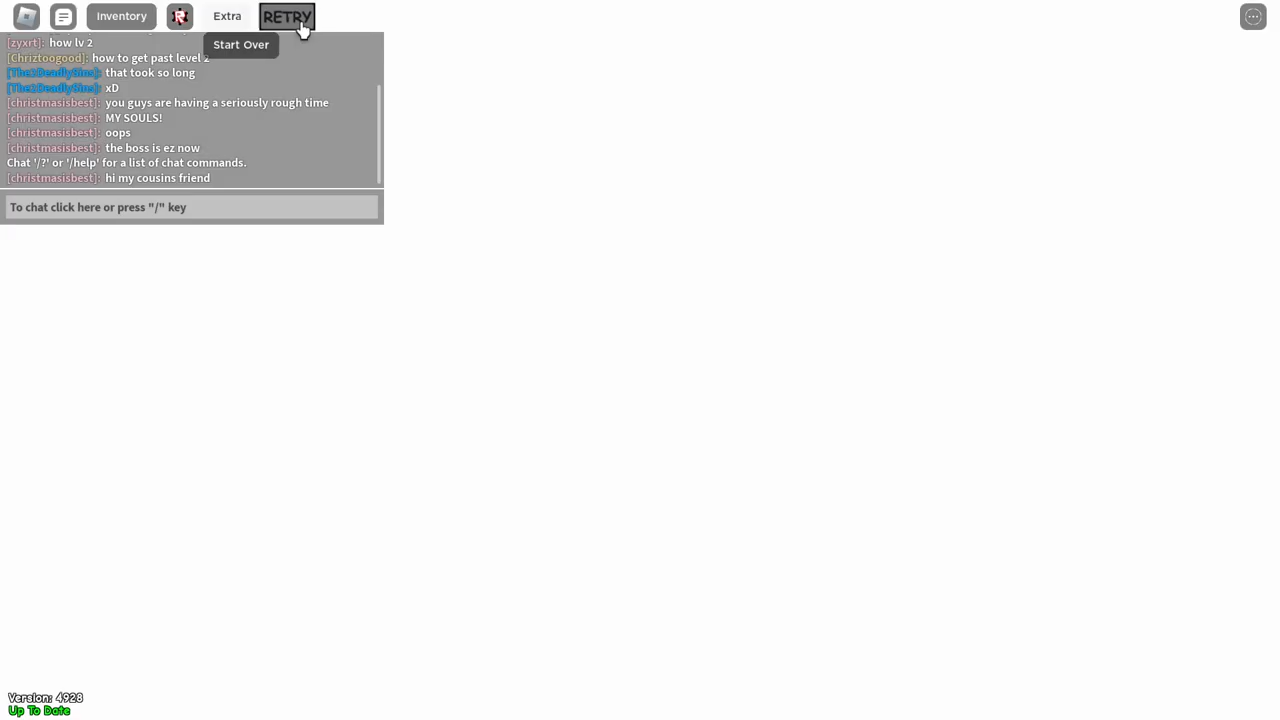 Inventory
Extra
RETRY
Start Over
[zyxrt]: how lv 2
[Chriztoogood]: how to get past level 2
[The2DeadlySins]: that took so long
[The2DeadlySins]: xD
[christmasisbest]: you guys are having a seriously rough time
[christmasisbest]: MY SOULS!
[christmasisbest]: oops
[christmasisbest]: the boss is ez now
Chat '/?' or '/help' for a list of chat commands.
[christmasisbest]: hi my cousins friend
To chat click here or press "/" key
Version: 4928
Up To Date